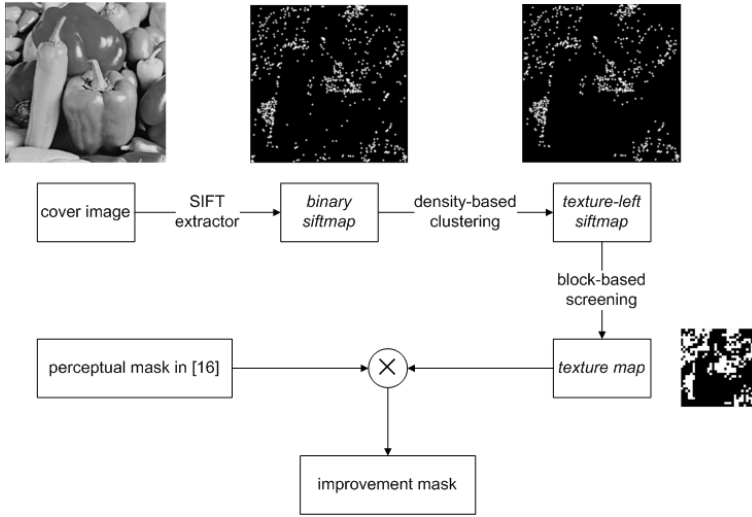 cover image
SIFT
extractor
binary
siftmap
density-based
clustering
texture-left
siftmap
block-based
screening
perceptual mask in [16]
texture map
improvement mask